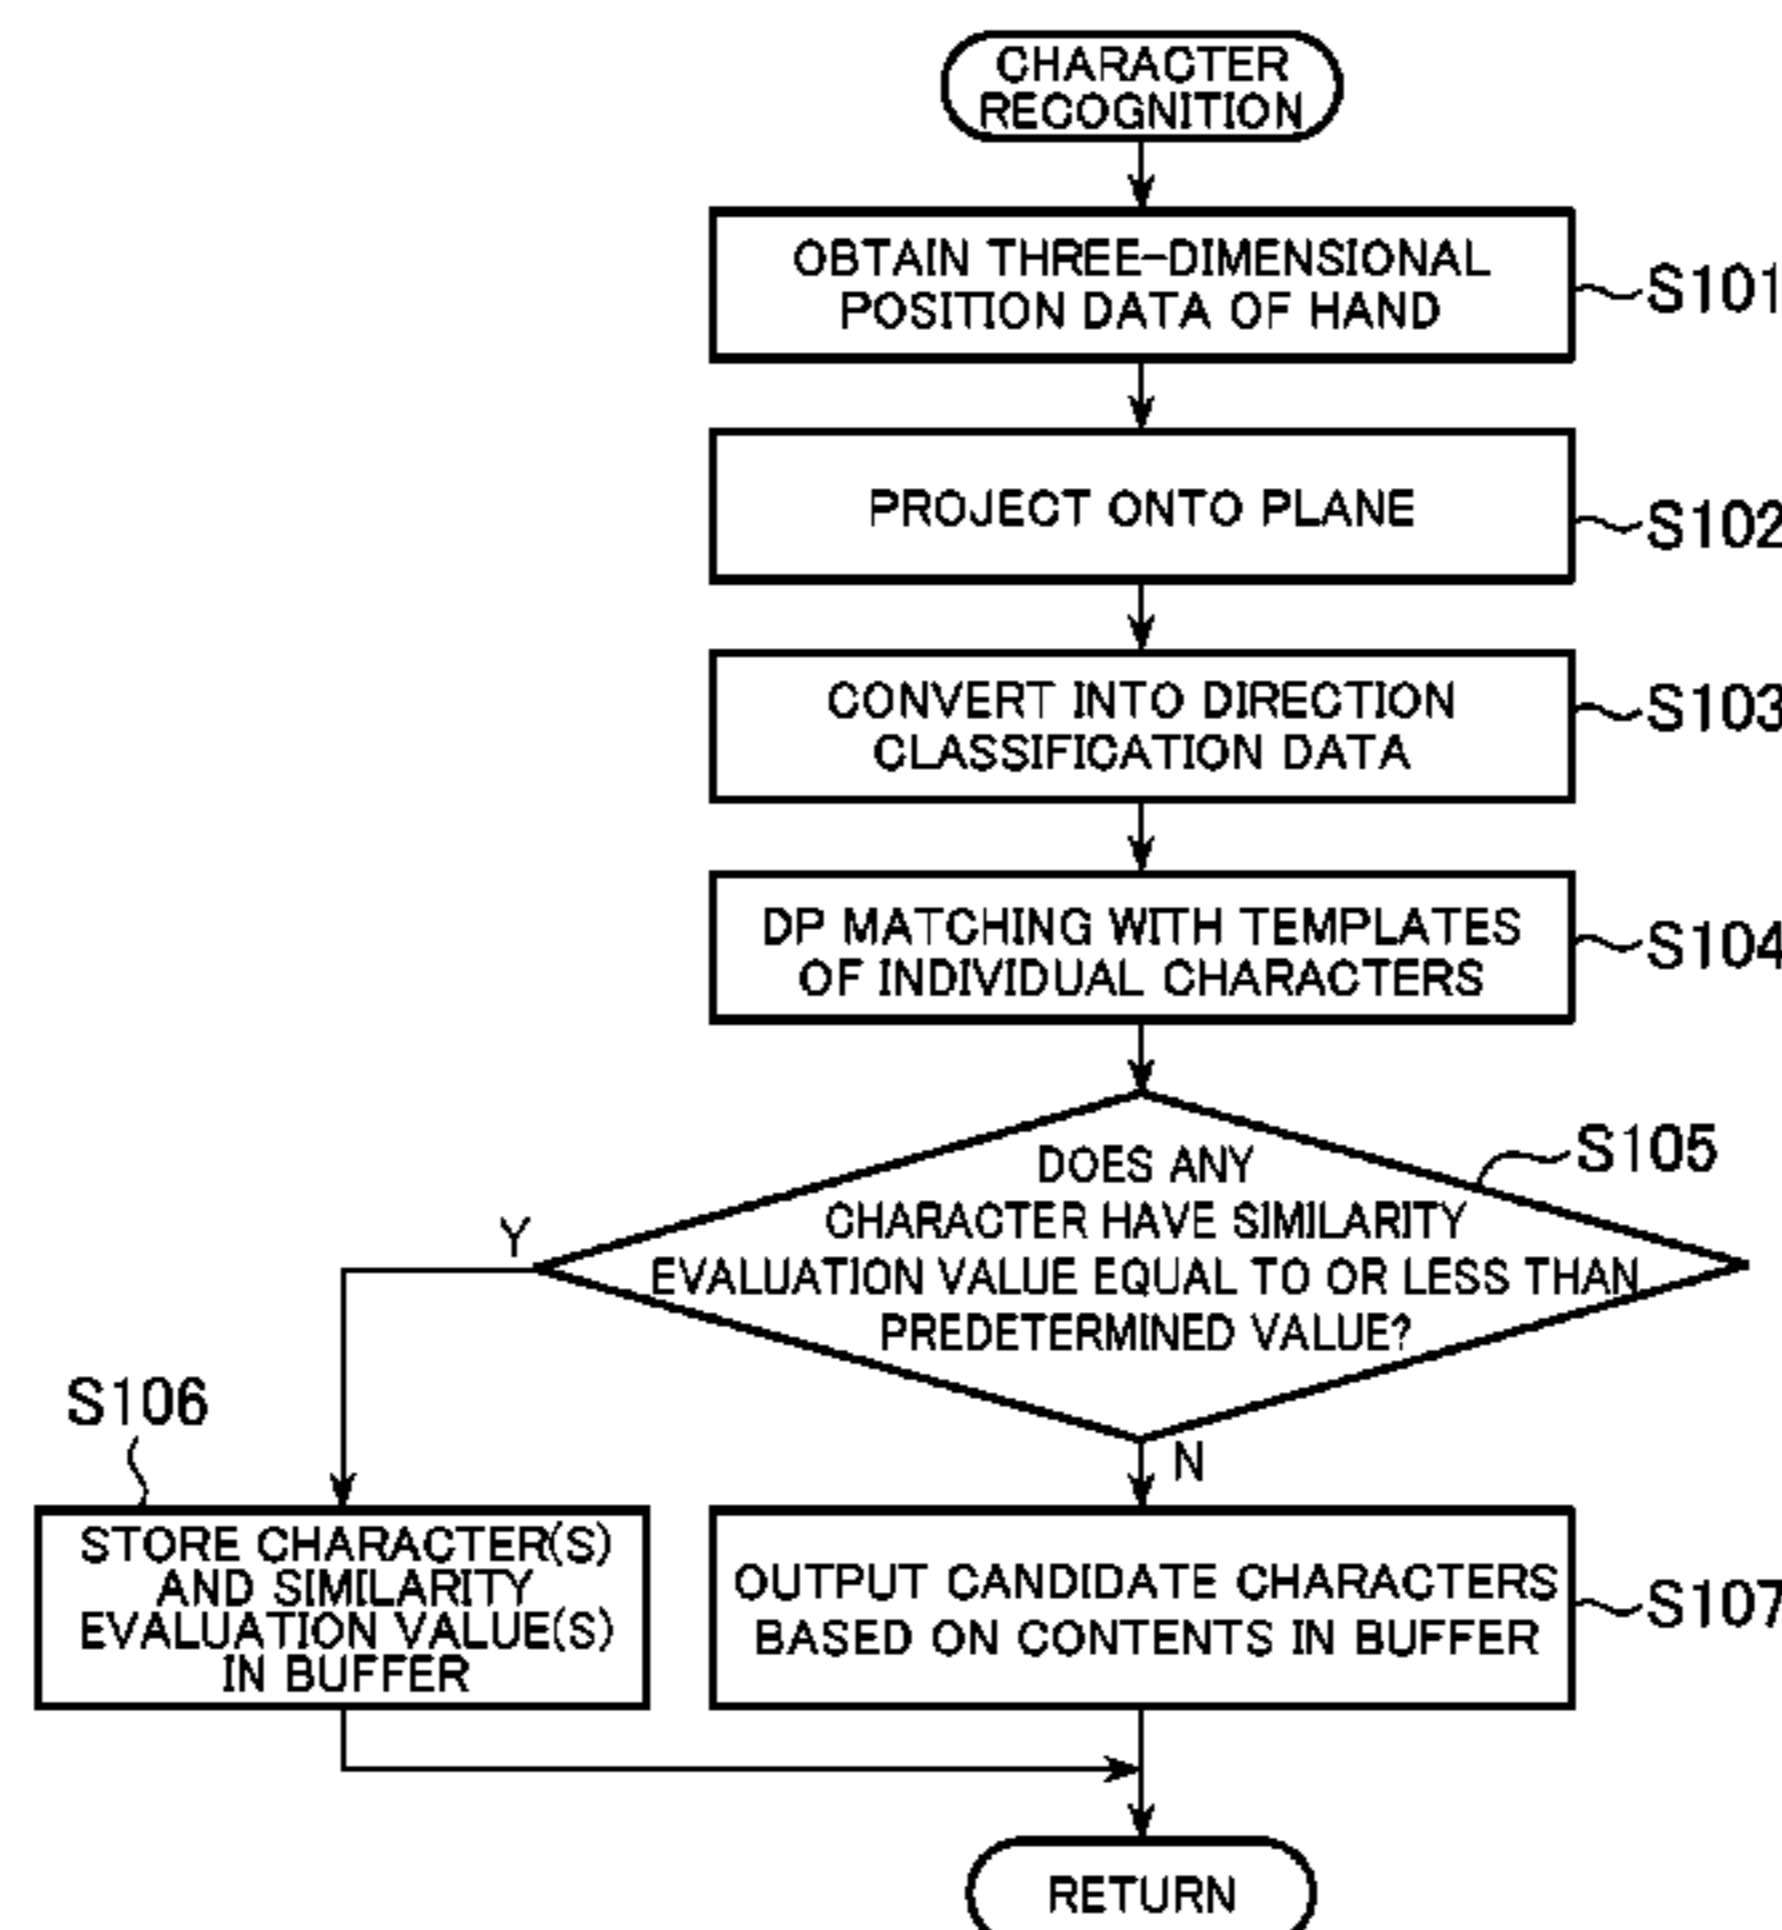 CHARACTER
RECOGNITION
OBTAIN THREE-DIMENSIONAL
POSITION DATA OF HAND
S101
PROJECT ONTO PLANE
S102
CONVERT INTO DIRECTION
CLASSIFICATION DATA
S103
DP MATCHING WITH TEMPLATES
OF INDIVIDUAL CHARACTERS
S104
DOES ANY
CHARACTER HAVE SIMILARITY
EVALUATION VALUE EQUAL TO OR LESS THAN
PREDETERMINED VALUE?
S105
Y
N
S106
STORE CHARACTER(S)
AND SIMILARITY
EVALUATION VALUE(S)
IN BUFFER
OUTPUT CANDIDATE CHARACTERS
BASED ON CONTENTS IN BUFFER
S107
RETURN